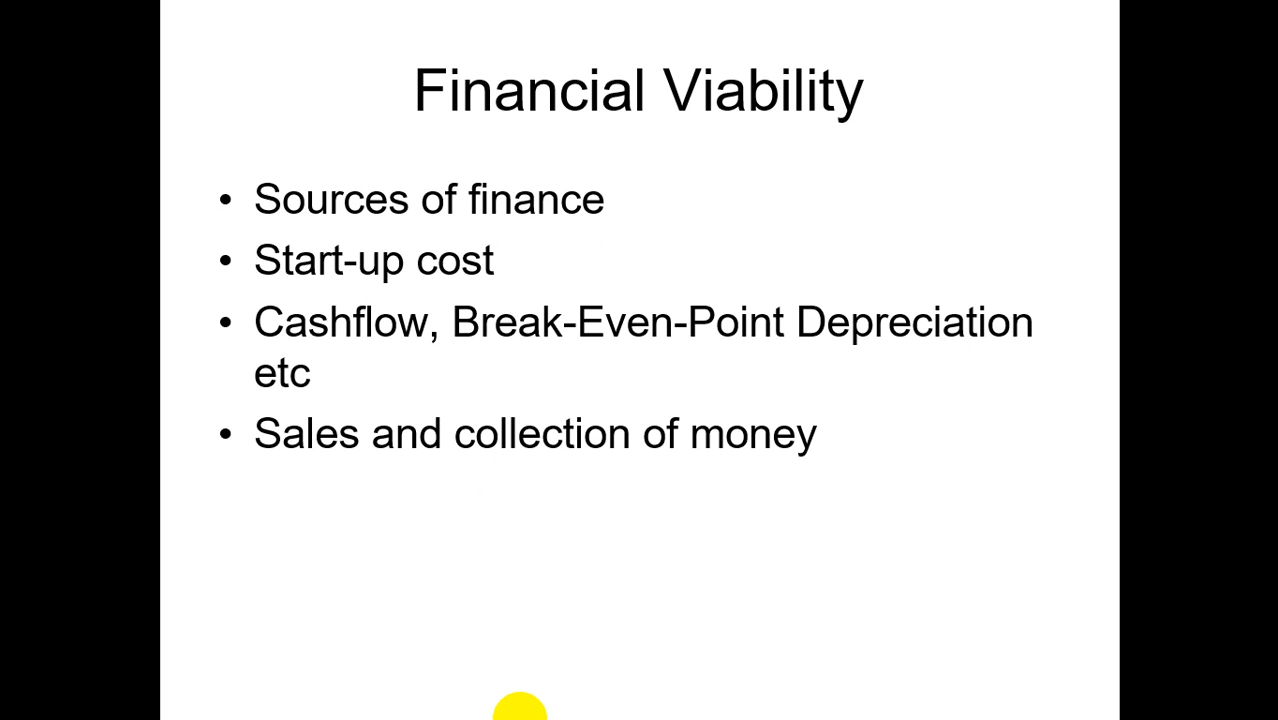 Financial Viability
• Sources of finance
• Start-up cost
• Cashflow, Break-Even-Point Depreciation
etc
• Sales and collection of money